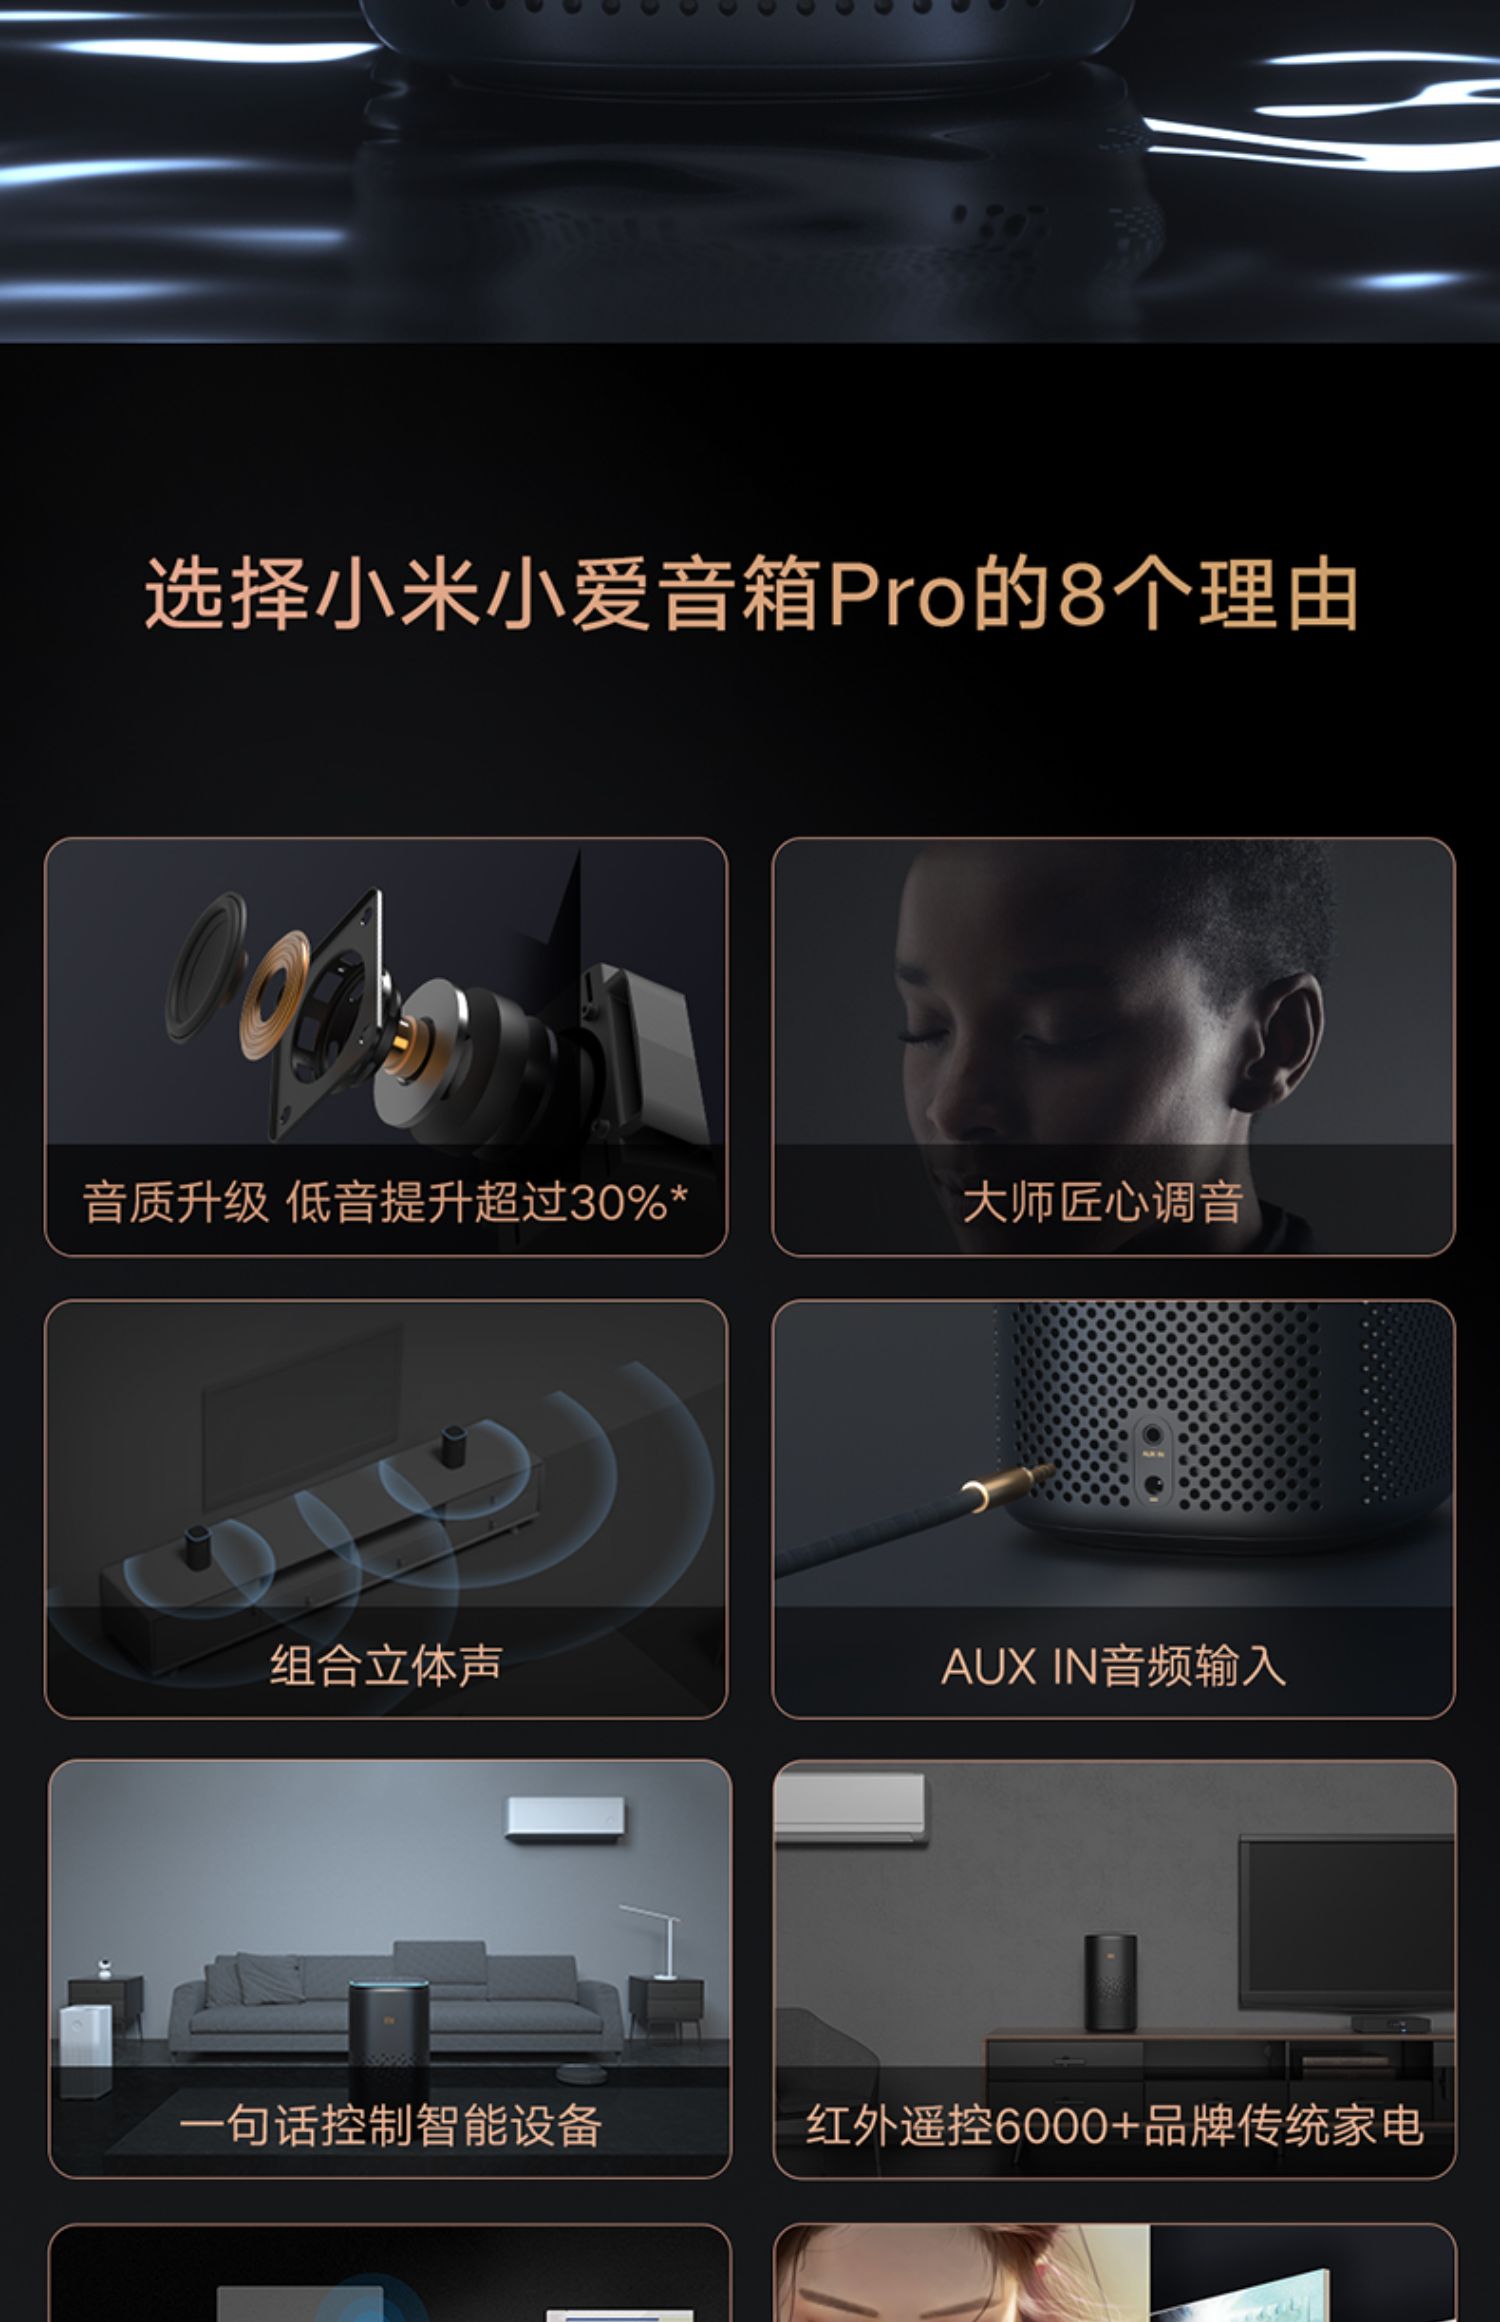 选择小米小爱音箱Pro的8个理由
音质升级 低音提升超过30%*
大师匠心调音
AUX IN
组合立体声
AUX IN音频输入
一句话控制智能设备
红外遥控6000+品牌传统家电